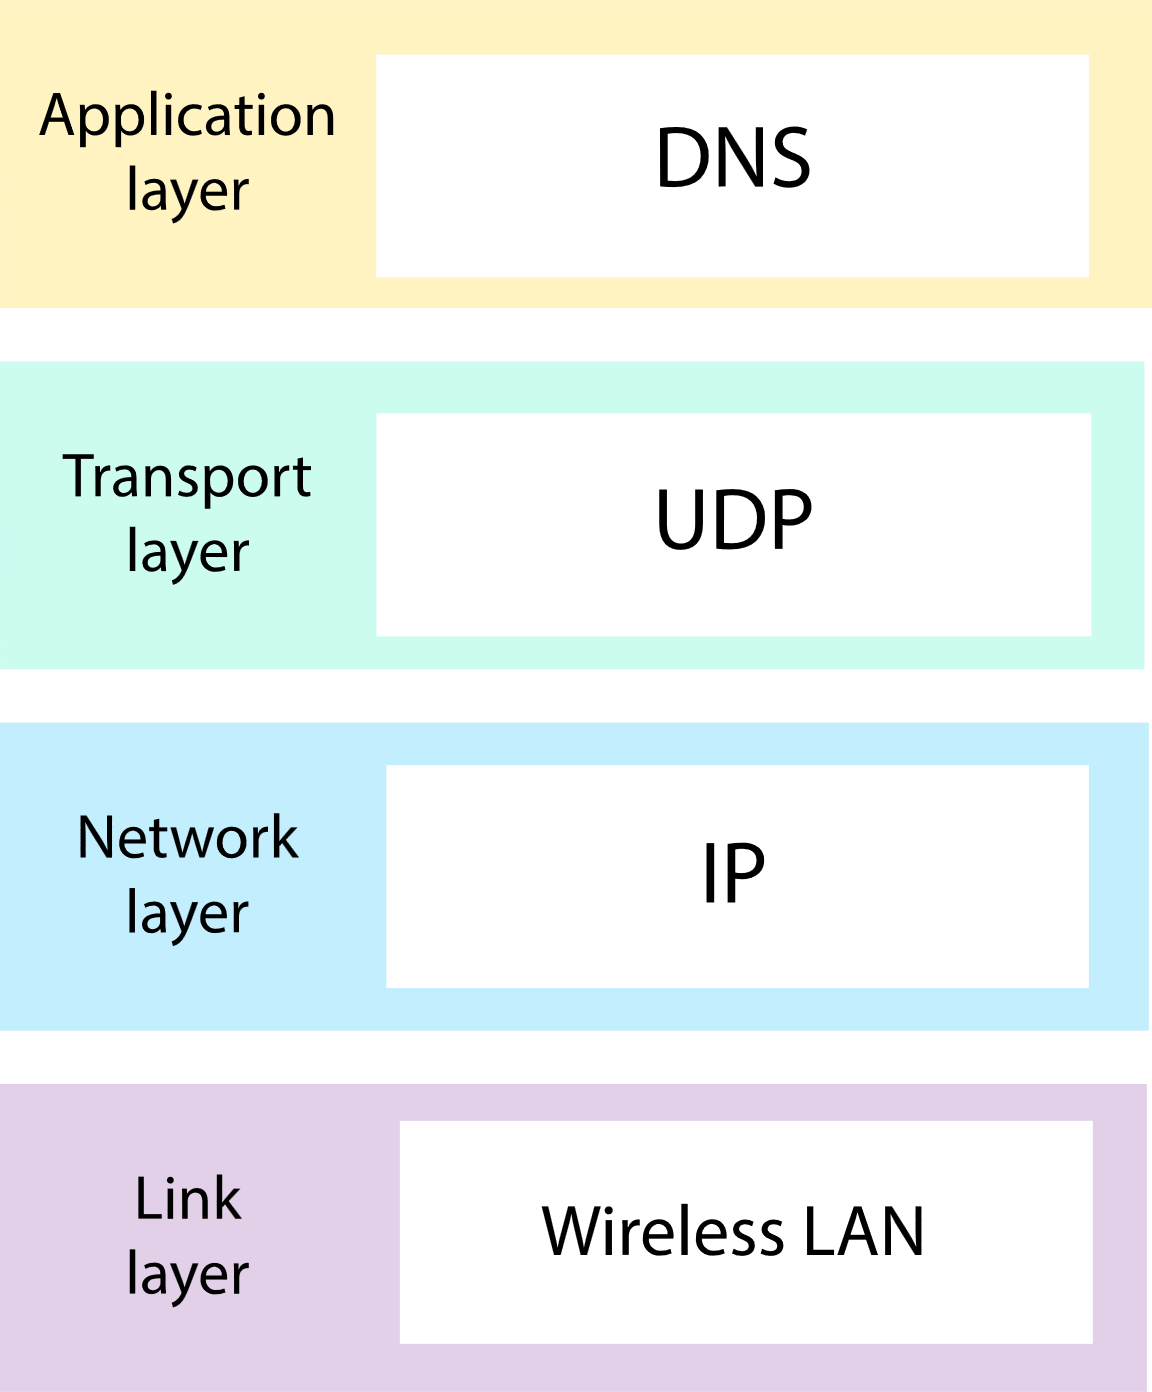 Application
layer
DNS
Transport
layer
UDP
Network
layer
IP
Link
layer
Wireless LAN